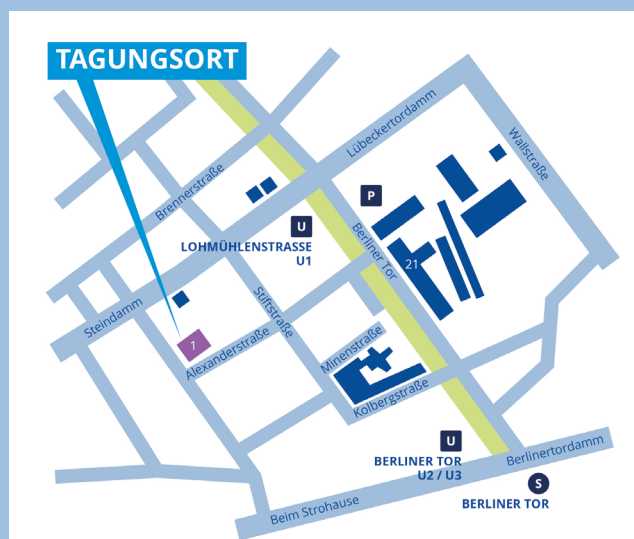 TAGUNGSORT
Lübeckertordamm
Wallstraße
Brennerstraße
P
U
LOHMÜHLENSTRASSE
U1
Berliner Tor
21
Steindamm
Stiftstraße
1
Alexanderstraße
Minenstraße
Kolbergstraße
U
BERLINER TOR
U2 / U3
Berlinertordamm
S
BERLINER TOR
Beim Strohause